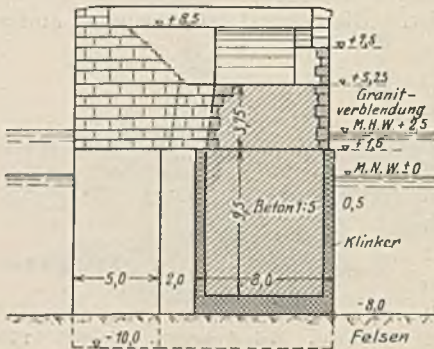 +8,5
+7,5
+5,25
Granit-
verblendung
M.H.W. + 2,5
+1,6
M.N.W. ± 0
3,75
9,5
Beton 1:5
0,5
Klinker
5,0
2,0
8,0
-8,0
-10,0
Felsen